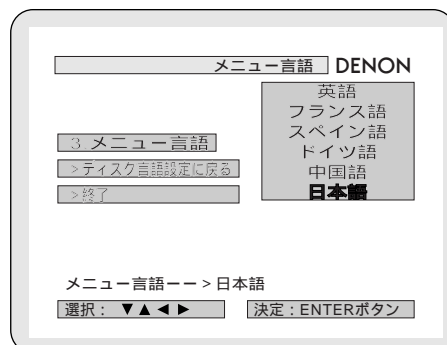 メニュー言語 DENON
英語
フランス語
スペイン語
ドイツ語
中国語
日本語
3 メニュー言語
>ディスク言語設定に戻る
>終了
メニュー言語ーー>日本語
選択： ▼▲◀▶ 決定：ENTERボタン